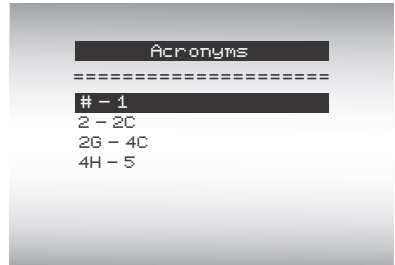 Acronyms
=====================
# – 1
2 – 2C
2G – 4C
4H – 5